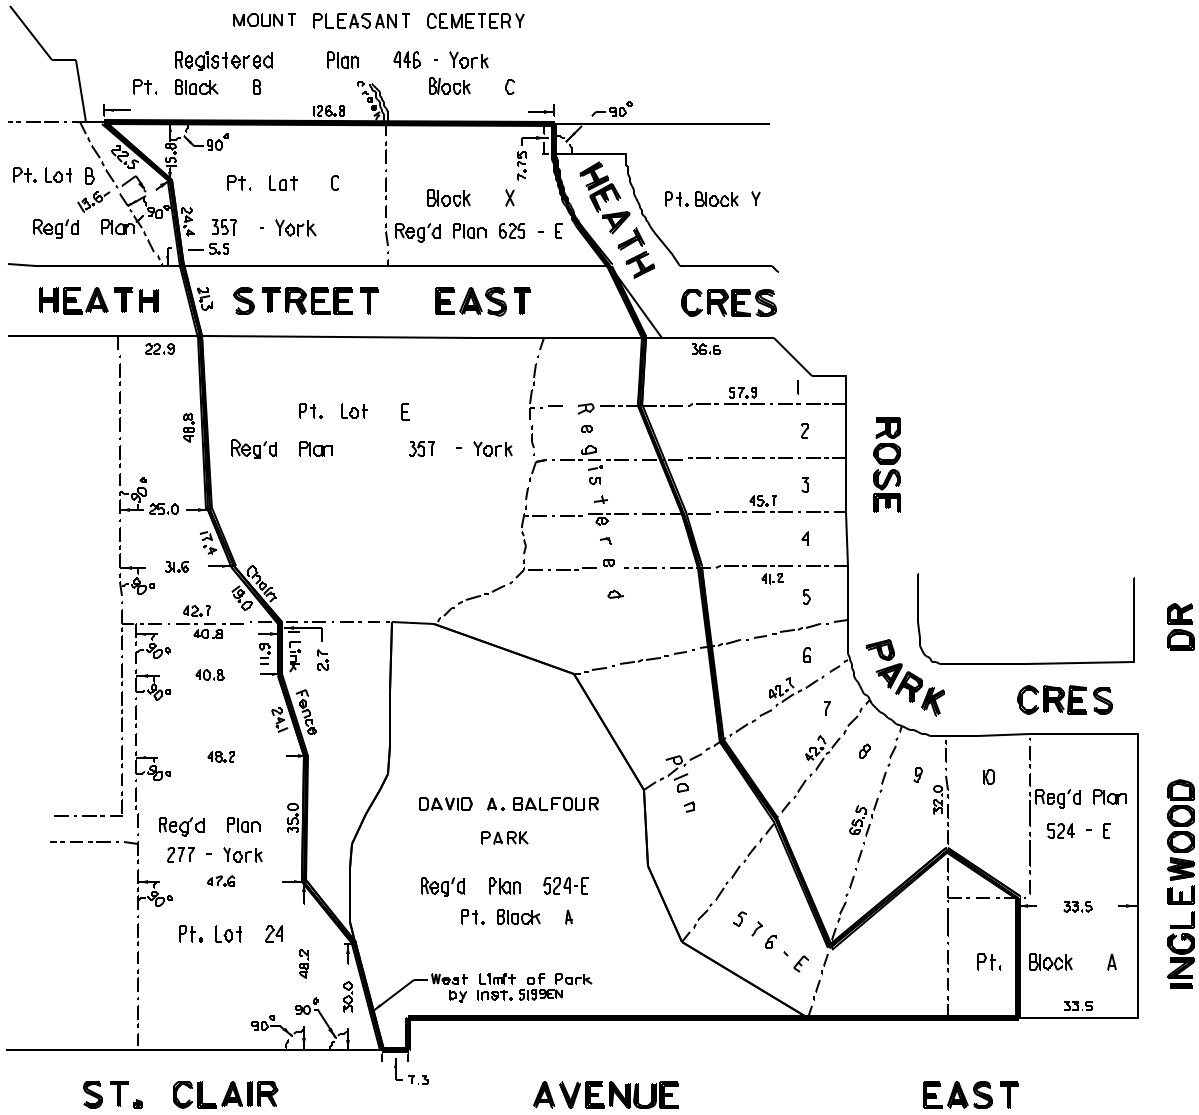 MOUNT PLEASANT CEMETERY
Registered Plan 446 - York
Pt. Black B
Block C
Creek
126.8
90°
22.5
15.8
90°
7.75
Pt. Lot B
Pt. Lat C
Block X
Pt. Block Y
13.6
90°
24.4
Reg'd Plan 357 - York
Reg'd Plan 625 - E
5.5
HEATH
21.3
HEATH STREET EAST
CRES
22.9
36.6
Pt. Lot E
Reg'd Plan 357 - York
48.8
Registerad
57.9
1
2
3
45.7
4
41.2
5
6
42.7
7
42.7
8
65.5
9
32.0
10
ROSE
PARK
CRES
INGLEWOOD DR
90°
25.0
17.4
31.6
90°
Chain
19.0
42.7
40.8
90°
11.9
Link
2.7
40.8
90°
24.1
Fence
48.2
90°
35.0
Reg'd Plan
277 - York
47.6
90°
Pt. Lot 24
48.2
30.0
90°
90°
DAVID A. BALFOUR
PARK
Reg'd Plan 524-E
Pt. Black A
West Limit of Park
by Inst. 5199EN
Plan
576-E
Reg'd Plan
524 - E
33.5
Pt. Block A
33.5
7.3
ST. CLAIR AVENUE EAST